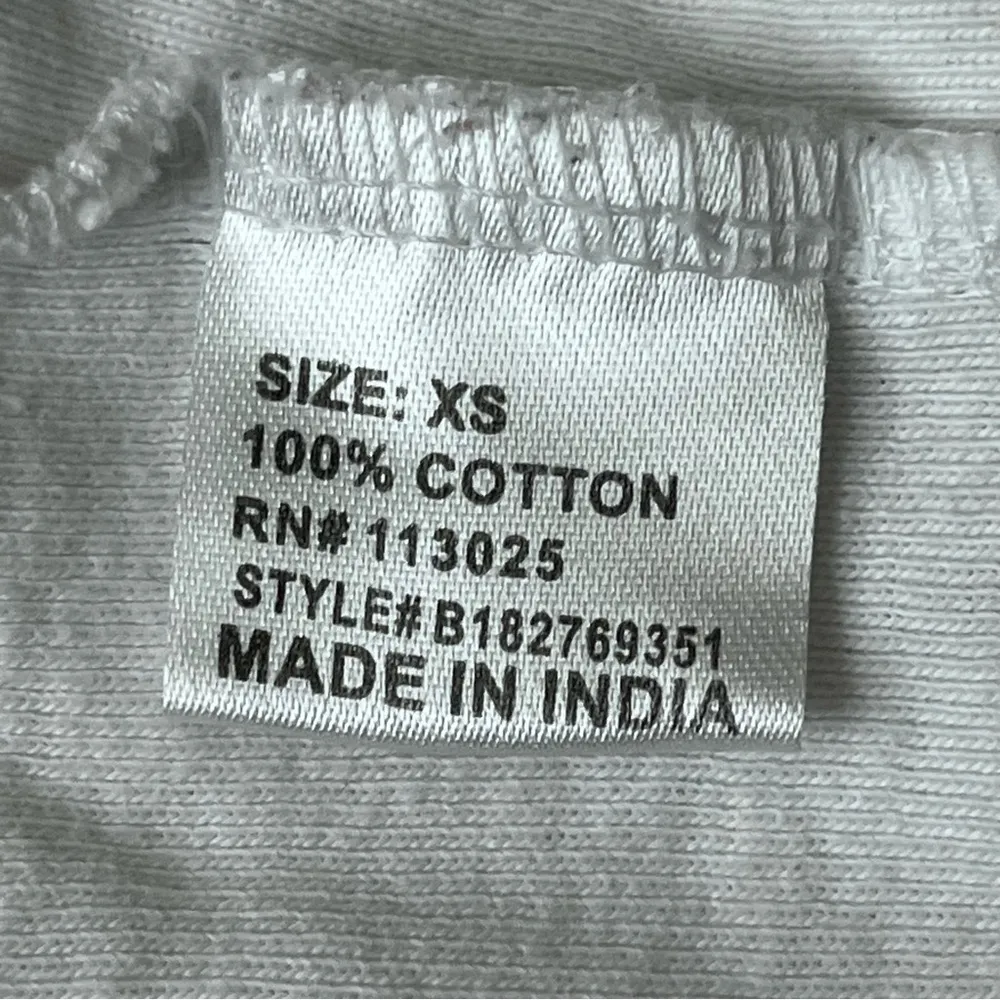 SIZE: XS
100% COTTON
RN# 113025
STYLE# B182769351
MADE IN INDIA